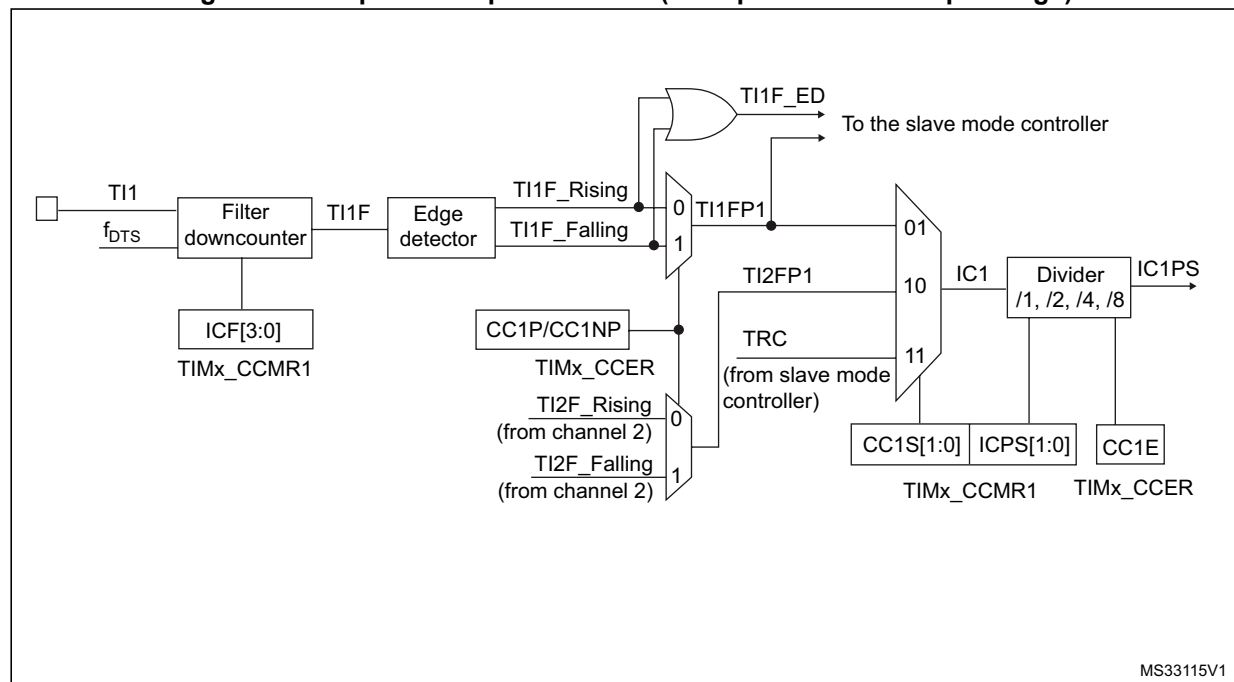 TI1F_ED
To the slave mode controller
TI1
Filter
downcounter
fDTS
TI1F
Edge
detector
TI1F_Rising
TI1F_Falling
0
1
TI1FP1
01
TI2FP1
10
IC1
Divider
/1, /2, /4, /8
IC1PS
ICF[3:0]
TIMx_CCMR1
CC1P/CC1NP
TIMx_CCER
TRC
11
(from slave mode
controller)
TI2F_Rising
0
(from channel 2)
TI2F_Falling
1
(from channel 2)
CC1S[1:0]
ICPS[1:0]
CC1E
TIMx_CCMR1
TIMx_CCER
MS33115V1